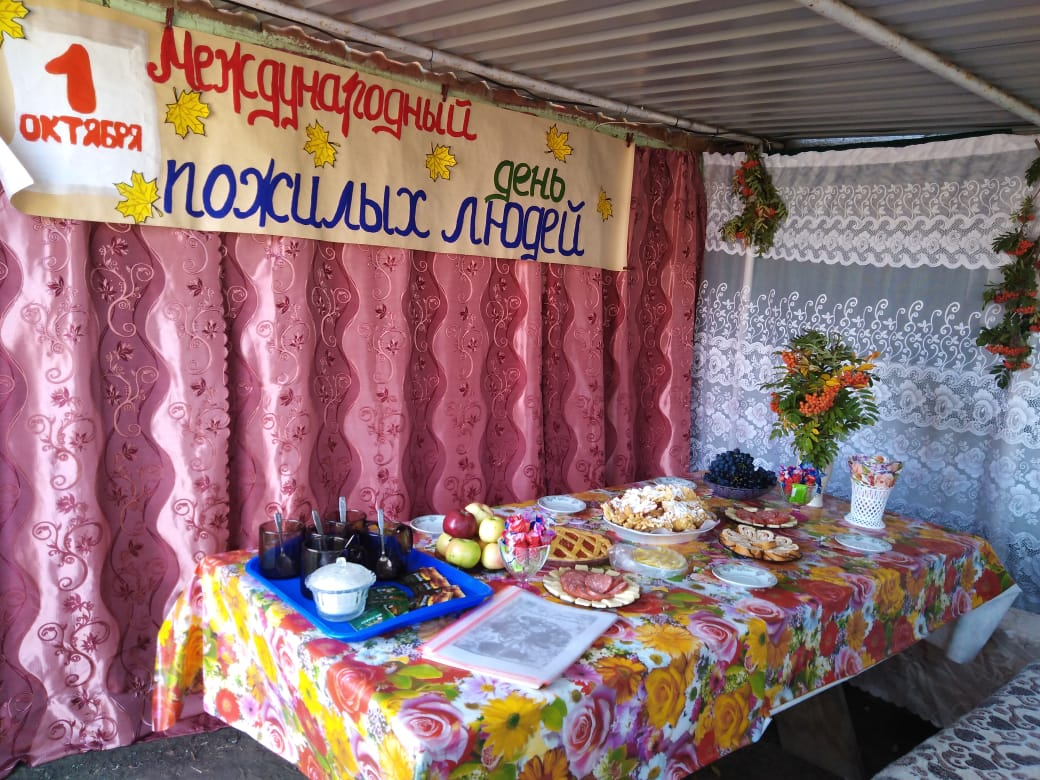 1
ОКТЯБРЯ
Международный
день
пожилых людей